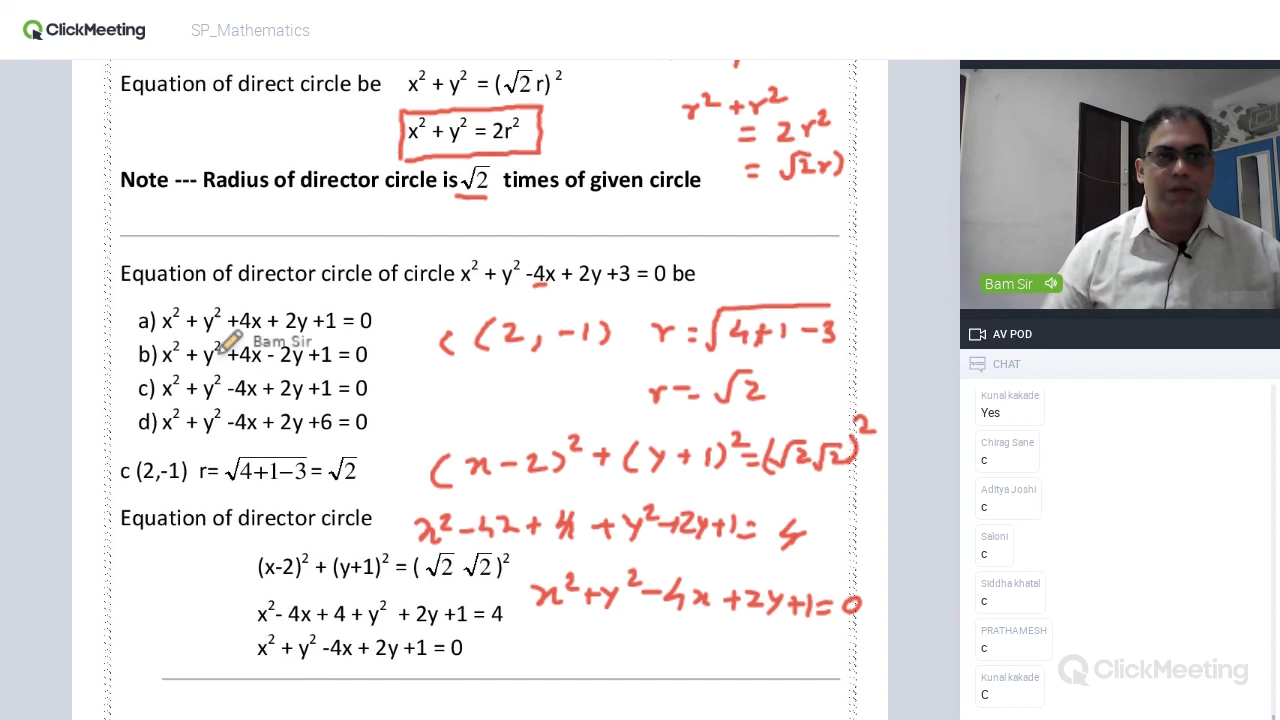 ClickMeeting SP_Mathematics
Equation of direct circle be x² + y² = (√2 r)²
x² + y² = 2r²
r² + r²
= 2r²
= √2r)
Note --- Radius of director circle is √2 times of given circle
Equation of director circle of circle x² + y² -4x + 2y +3 = 0 be
a) x² + y² +4x + 2y +1 = 0
b) x² + y² +4x - 2y +1 = 0
Bam Sir
c) x² + y² -4x + 2y +1 = 0
d) x² + y² -4x + 2y +6 = 0
c (2, -1) r = √4+1-3
r = √2
c (2,-1) r= √4+1−3 = √2
(x-2)² + (y+1)² = (√2√2)²
Equation of director circle
x² - 4x + 4 + y² + 2y + 1 = 4
(x-2)² + (y+1)² = ( √2 √2 )²
x² + y² - 4x + 2y + 1 = 0
x²- 4x + 4 + y² + 2y +1 = 4
x² + y² -4x + 2y +1 = 0
Bam Sir
AV POD
CHAT
Kunal kakade
Yes
Chirag Sane
c
Aditya Joshi
c
Saloni
c
Siddha khatal
c
PRATHAMESH
c
Kunal kakade
C
ClickMeeting